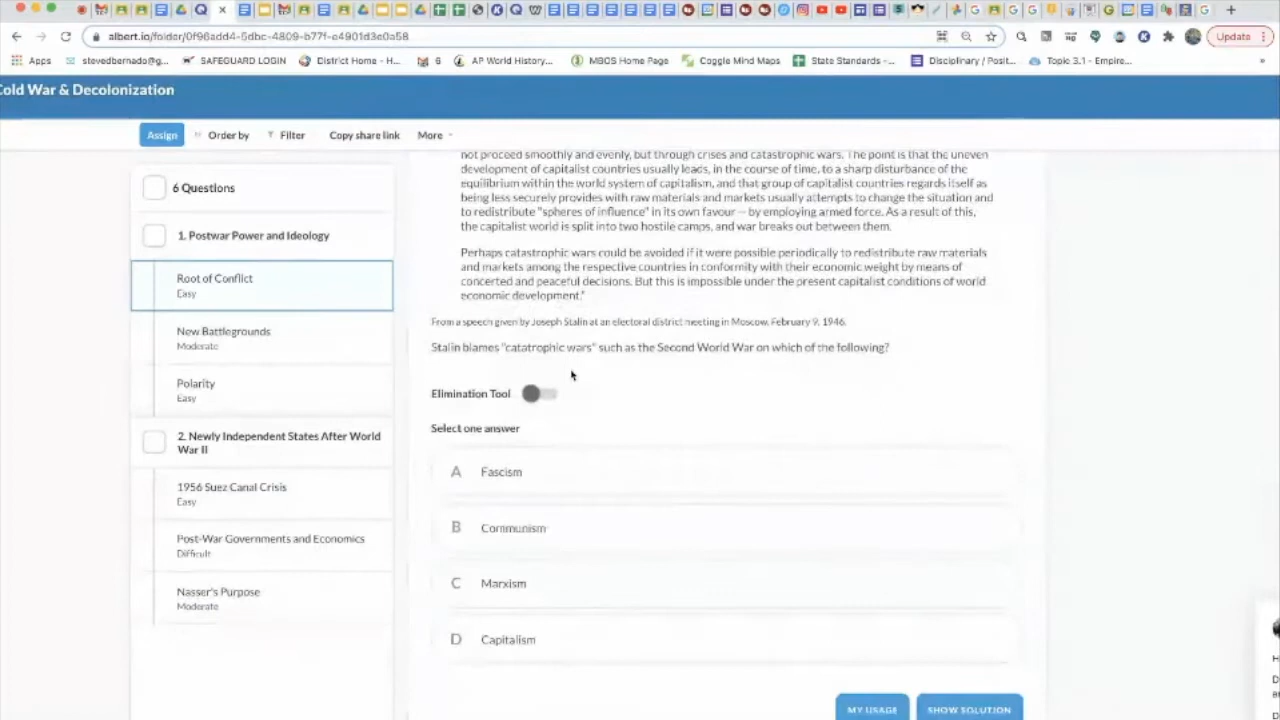 albert.io/folder/0f96add4-5dbc-4809-b77f-e4901d3e0a58
Update
Apps
stevedbernado@g...
SAFEGUARD LOGIN
District Home - H...
6
AP World History...
MBOS Home Page
Coggle Mind Maps
State Standards -...
Disciplinary / Posit...
Topic 3.1 - Empire...
»
Cold War & Decolonization
Assign
Order by
Filter
Copy share link
More
6 Questions
1. Postwar Power and Ideology
Root of Conflict
Easy
New Battlegrounds
Moderate
Polarity
Easy
2. Newly Independent States After World
War II
1956 Suez Canal Crisis
Easy
Post-War Governments and Economics
Difficult
Nasser's Purpose
Moderate
not proceed smoothly and evenly, but through crises and catastrophic wars. The point is that the uneven
development of capitalist countries usually leads, in the course of time, to a sharp disturbance of the
equilibrium within the world system of capitalism, and that group of capitalist countries regards itself as
being less securely provides with raw materials and markets usually attempts to change the situation and
to redistribute "spheres of influence" in its own favour — by employing armed force. As a result of this,
the capitalist world is split into two hostile camps, and war breaks out between them.
Perhaps catastrophic wars could be avoided if it were possible periodically to redistribute raw materials
and markets among the respective countries in conformity with their economic weight by means of
concerted and peaceful decisions. But this is impossible under the present capitalist conditions of world
economic development."
From a speech given by Joseph Stalin at an electoral district meeting in Moscow, February 9, 1946.
Stalin blames "catatrophic wars" such as the Second World War on which of the following?
Elimination Tool
Select one answer
A Fascism
B Communism
C Marxism
D Capitalism
MY USAGE
SHOW SOLUTION